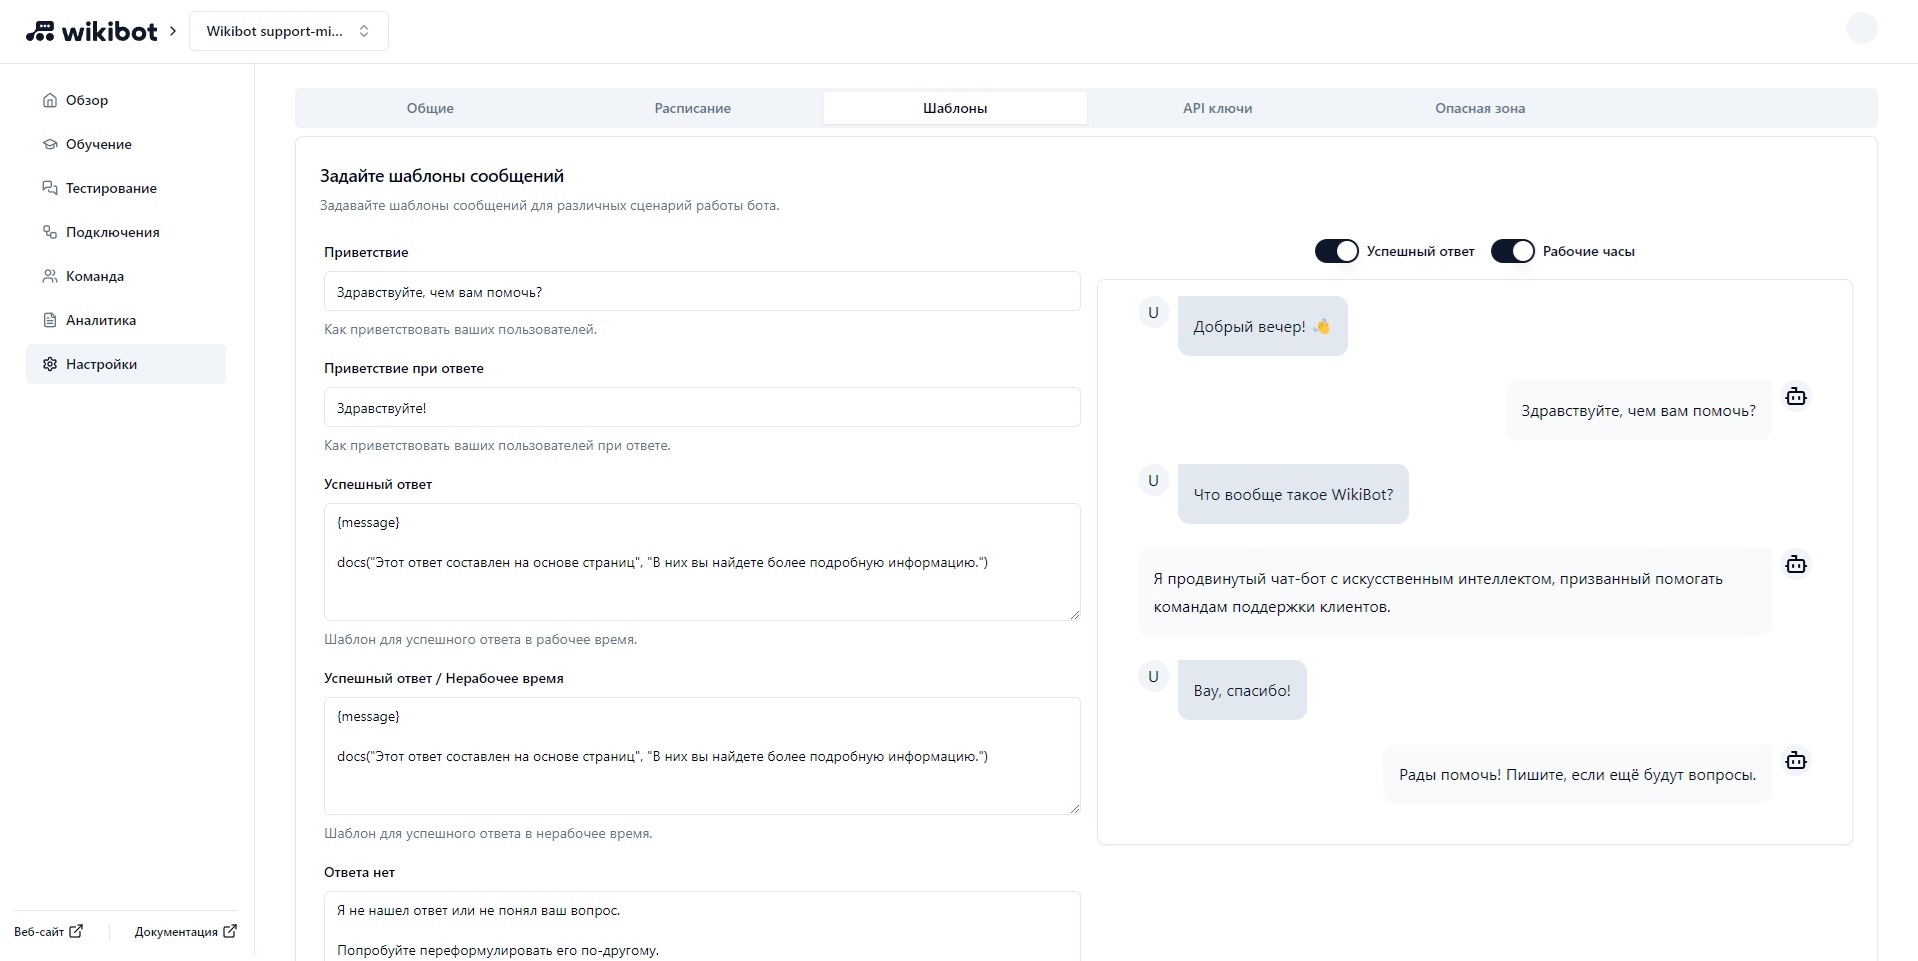 wikibot
Wikibot support-mi...
Обзор
Обучение
Тестирование
Подключения
Команда
Аналитика
Настройки
Веб-сайт
Документация
Общие
Расписание
Шаблоны
API ключи
Опасная зона
Задайте шаблоны сообщений
Задавайте шаблоны сообщений для различных сценарий работы бота.
Приветствие
Здравствуйте, чем вам помочь?
Как приветствовать ваших пользователей.
Приветствие при ответе
Здравствуйте!
Как приветствовать ваших пользователей при ответе.
Успешный ответ
{message}
docs("Этот ответ составлен на основе страниц", "В них вы найдете более подробную информацию.")
Шаблон для успешного ответа в рабочее время.
Успешный ответ / Нерабочее время
{message}
docs("Этот ответ составлен на основе страниц", "В них вы найдете более подробную информацию.")
Шаблон для успешного ответа в нерабочее время.
Ответа нет
Я не нашел ответ или не понял ваш вопрос.
Попробуйте переформулировать его по-другому.
Успешный ответ
Рабочие часы
U
Добрый вечер! 👋
Здравствуйте, чем вам помочь?
U
Что вообще такое WikiBot?
Я продвинутый чат-бот с искусственным интеллектом, призванный помогать
командам поддержки клиентов.
U
Вау, спасибо!
Рады помочь! Пишите, если ещё будут вопросы.